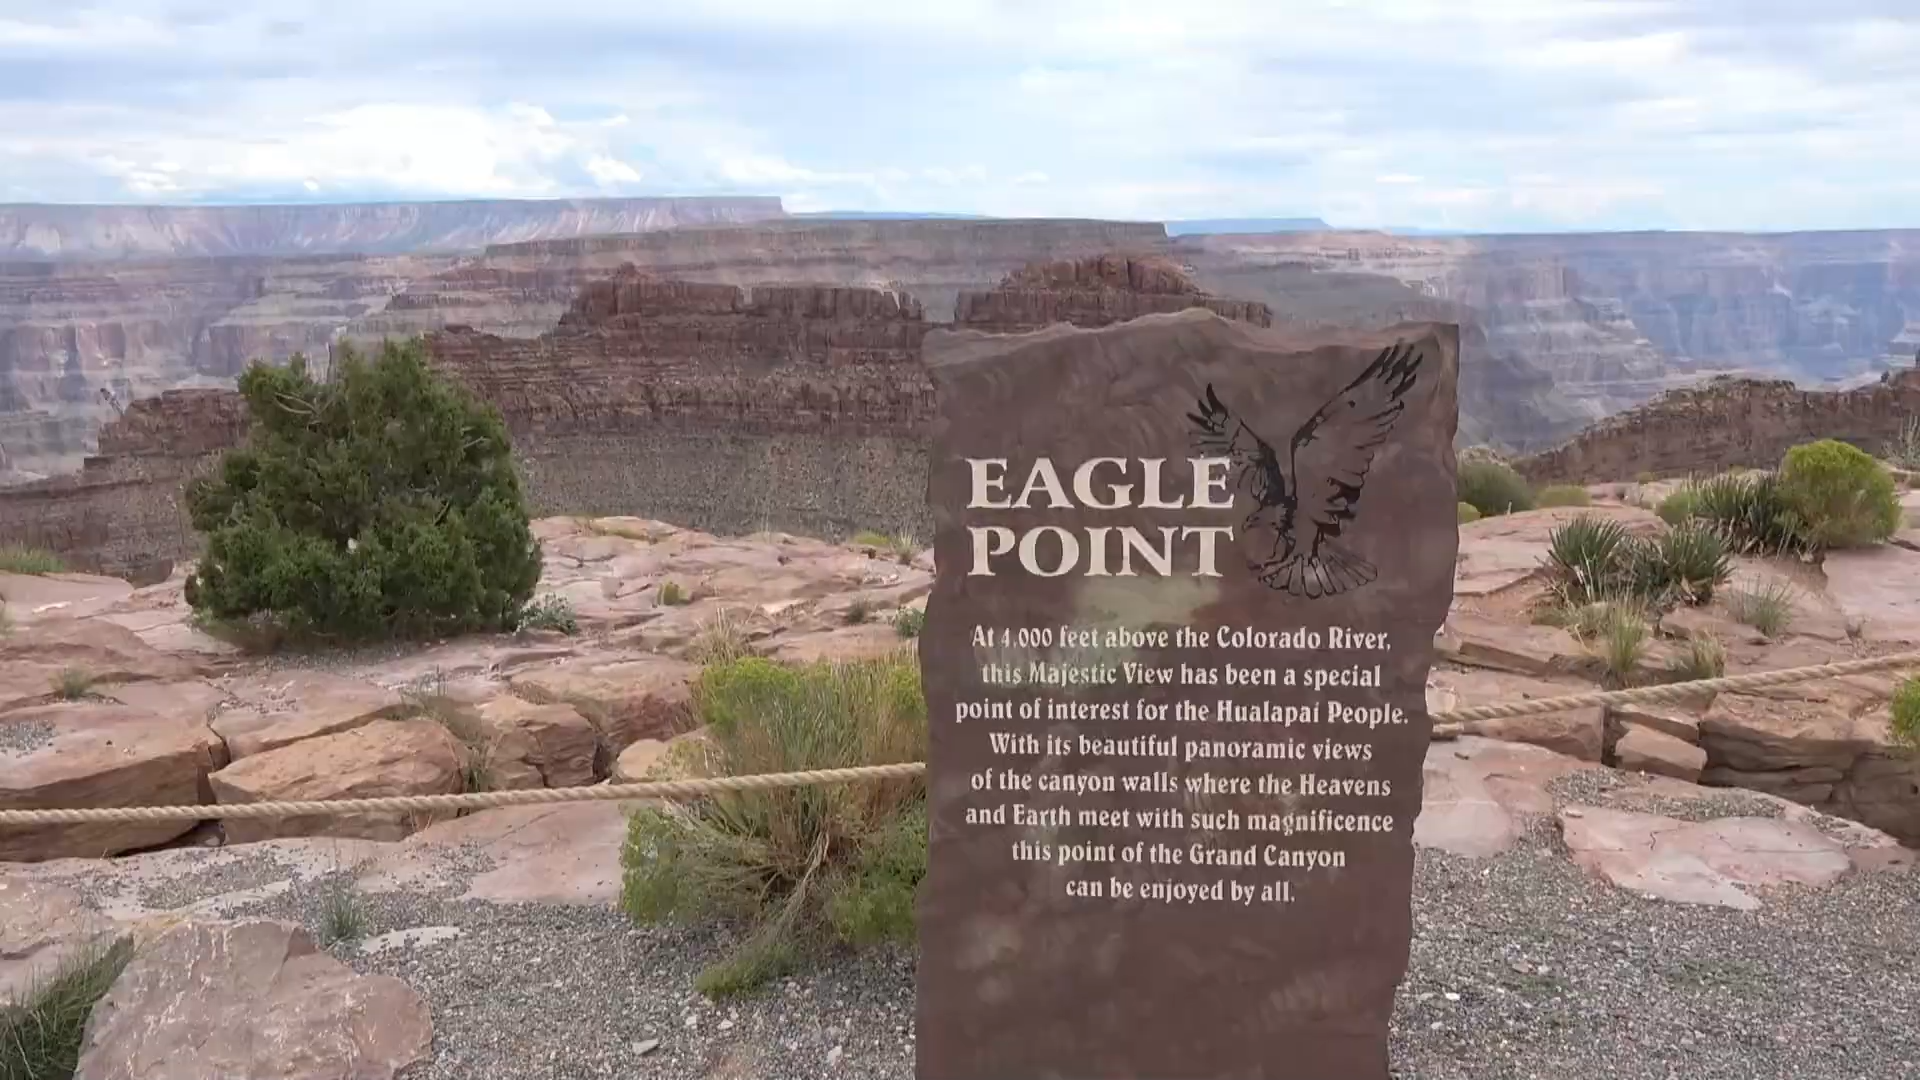 EAGLE
POINT
At 4,000 feet above the Colorado River,
this Majestic View has been a special
point of interest for the Hualapai People.
With its beautiful panoramic views
of the canyon walls where the Heavens
and Earth meet with such magnificence
this point of the Grand Canyon
can be enjoyed by all.